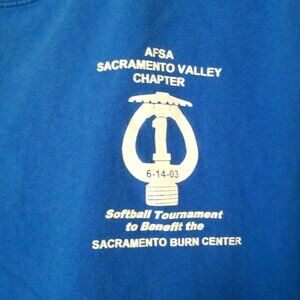 AFSA
SACRAMENTO VALLEY
CHAPTER
1
6-14-03
Softball Tournament
to Benefit the
SACRAMENTO BURN CENTER